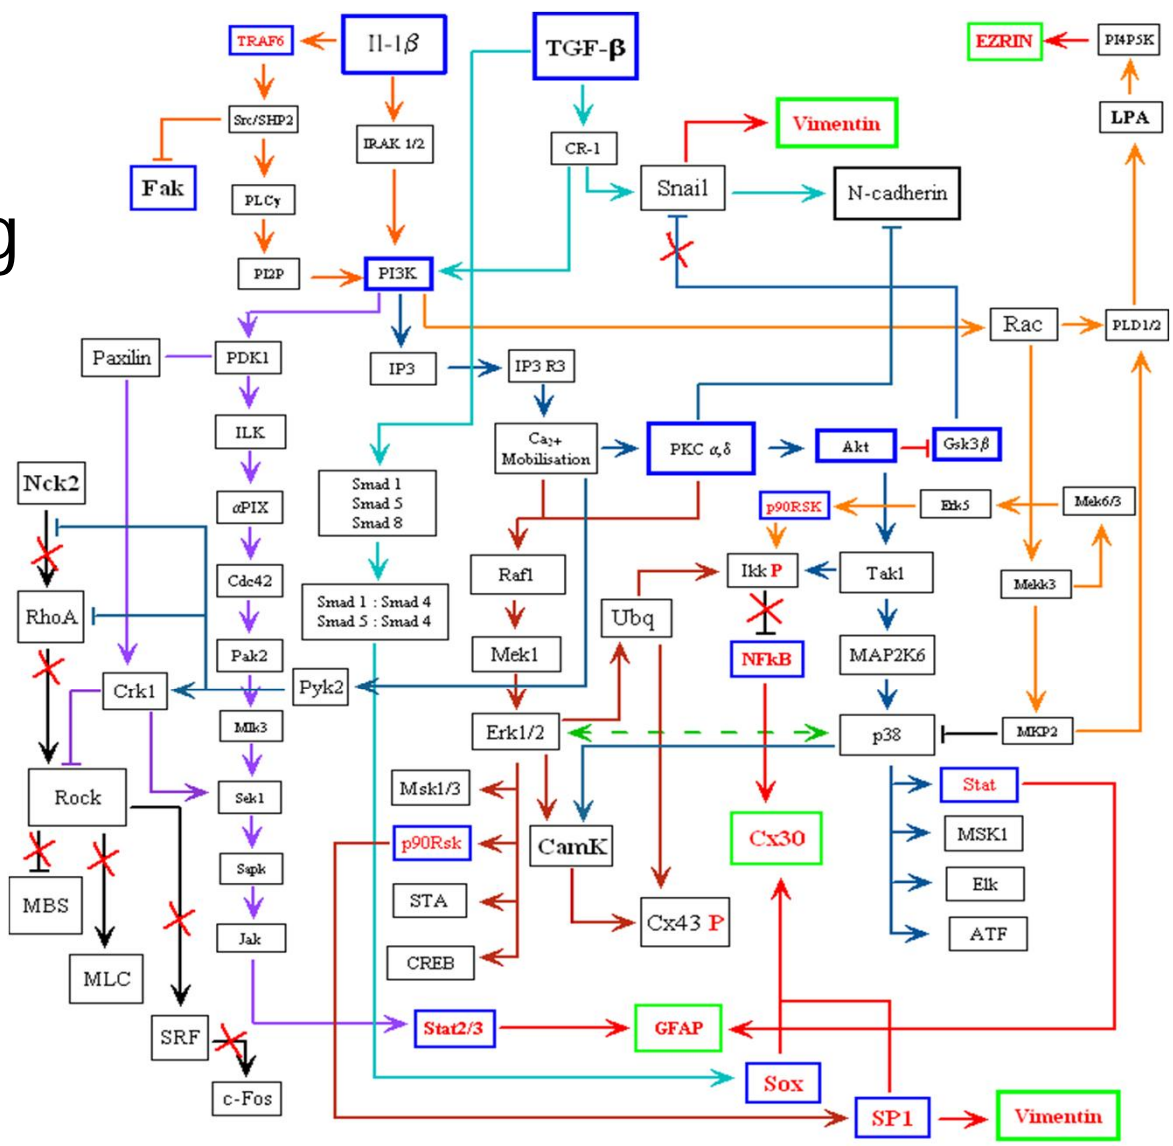 TRAF6
Il-1β
TGF-β
EZRIN
PI4P5K
Src/SHP2
IRAK 1/2
CR-1
Vimentin
LPA
Fak
PLCγ
Snail
N-cadherin
g
PI2P
PI3K
Rac
PLD1/2
Paxilin
PDK1
IP3
IP3 R3
ILK
Ca2+
Mobilisation
PKC α,δ
Akt
Gsk3β
Nck2
αPIX
Smad 1
Smad 5
Smad 8
p90RSK
Erk5
Mek6/3
Cdc42
Raf1
Ikk P
Tak1
Mekk3
RhoA
Smad 1 : Smad 4
Smad 5 : Smad 4
Ubq
Pak2
Mek1
NFkB
MAP2K6
Crk1
Pyk2
Mlk3
Erk1/2
p38
MKP2
Rock
Sek1
Msk1/3
Stat
p90Rsk
CamK
Cx30
MSK1
Sapk
MBS
STA
Cx43 P
Elk
Jak
ATF
MLC
CREB
SRF
Stat2/3
GFAP
c-Fos
Sox
SP1
Vimentin